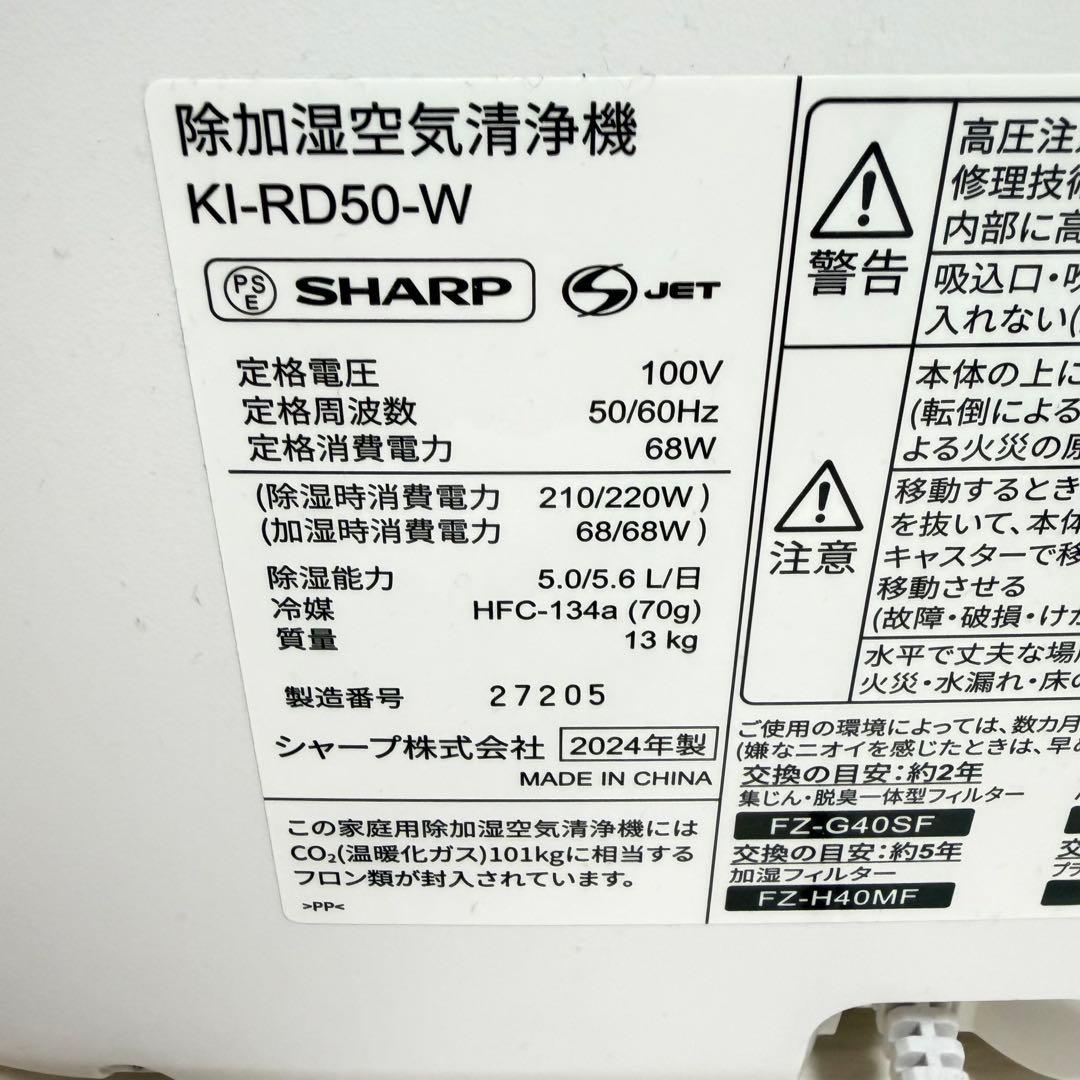 除加湿空気清浄機
KI-RD50-W
PSE SHARP S JET
定格電圧 100V
定格周波数 50/60Hz
定格消費電力 68W
(除湿時消費電力 210/220W)
(加湿時消費電力 68/68W)
除湿能力 5.0/5.6 L/日
冷媒 HFC-134a (70g)
質量 13 kg
製造番号 27205
シャープ株式会社 2024年製
MADE IN CHINA
この家庭用除加湿空気清浄機には
CO₂(温暖化ガス)101kgに相当する
フロン類が封入されています。
>PP<
警告
高圧注
修理技術
内部に高
吸込口・吹
入れない(
注意
本体の上に
(転倒による
よる火災の原
移動するとき
を抜いて、本体
キャスターで移
移動させる
(故障・破損・けが
水平で丈夫な場所
火災・水漏れ・床の
ご使用の環境によっては、数カ月
(嫌なニオイを感じたときは、早め
交換の目安:約2年
集じん・脱臭一体型フィルター
FZ-G40SF
交換の目安:約5年
加湿フィルター
FZ-H40MF
交
プラ